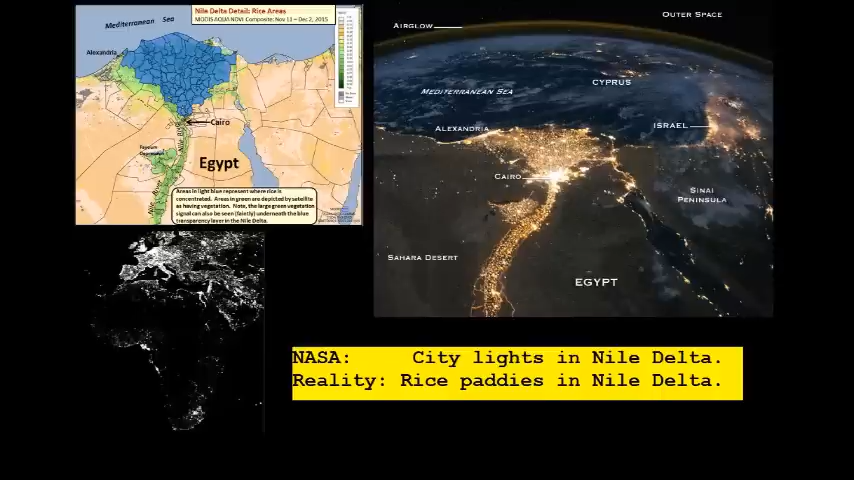 Nile Delta Detail: Rice Areas
MODIS AQUA NDVI Composite: Nov 11 – Dec 2, 2015
Mediterranean Sea
Alexandria
Cairo
Nile River
Egypt
Areas in light blue represent where rice is
concentrated. Areas in green are depicted by satellite
as having vegetation. Note, the large green vegetation
signal can also be seen (faintly) underneath the blue
transparency layer in the Nile Delta.
AIRGLOW
OUTER SPACE
CYPRUS
MEDITERRANEAN SEA
ALEXANDRIA
ISRAEL
CAIRO
SINAI
PENINSULA
SAHARA DESERT
EGYPT
NASA: City lights in Nile Delta.
Reality: Rice paddies in Nile Delta.